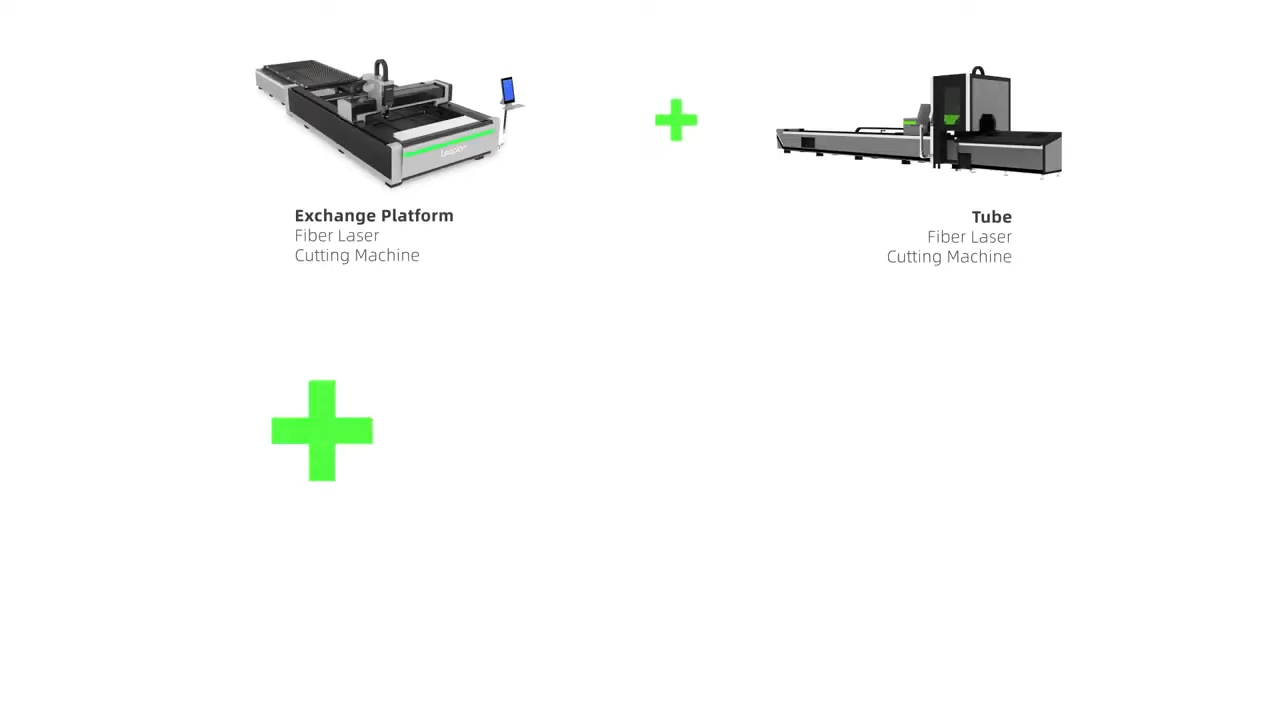 Exchange Platform
Fiber Laser
Cutting Machine
Tube
Fiber Laser
Cutting Machine